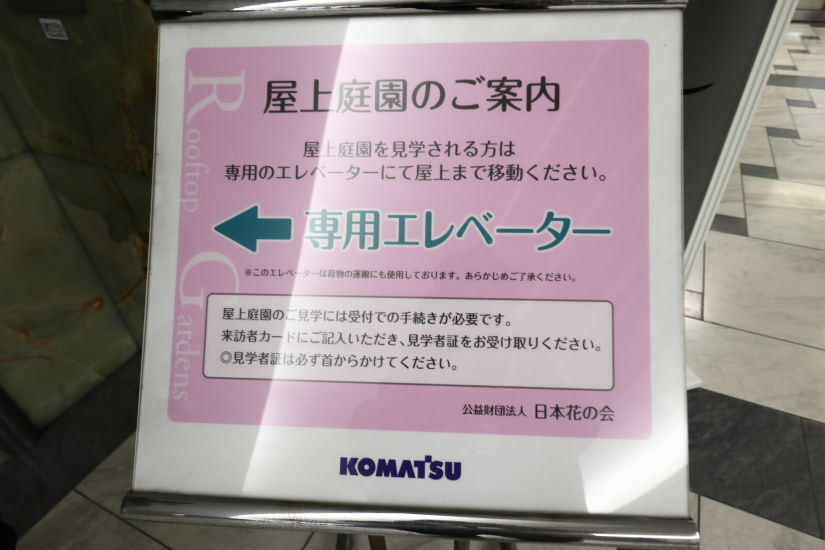 屋上庭園のご案内
屋上庭園を見学される方は
専用のエレベーターにて屋上まで移動ください。
専用エレベーター
※このエレベーターは荷物の運搬にも使用しております。あらかじめご了承ください。
屋上庭園のご見学には受付での手続きが必要です。
来訪者カードにご記入いただき、見学者証をお受け取りください。
◎見学者証は必ず首からかけてください。
公益財団法人 日本花の会
Rooftop Gardens
KOMATSU